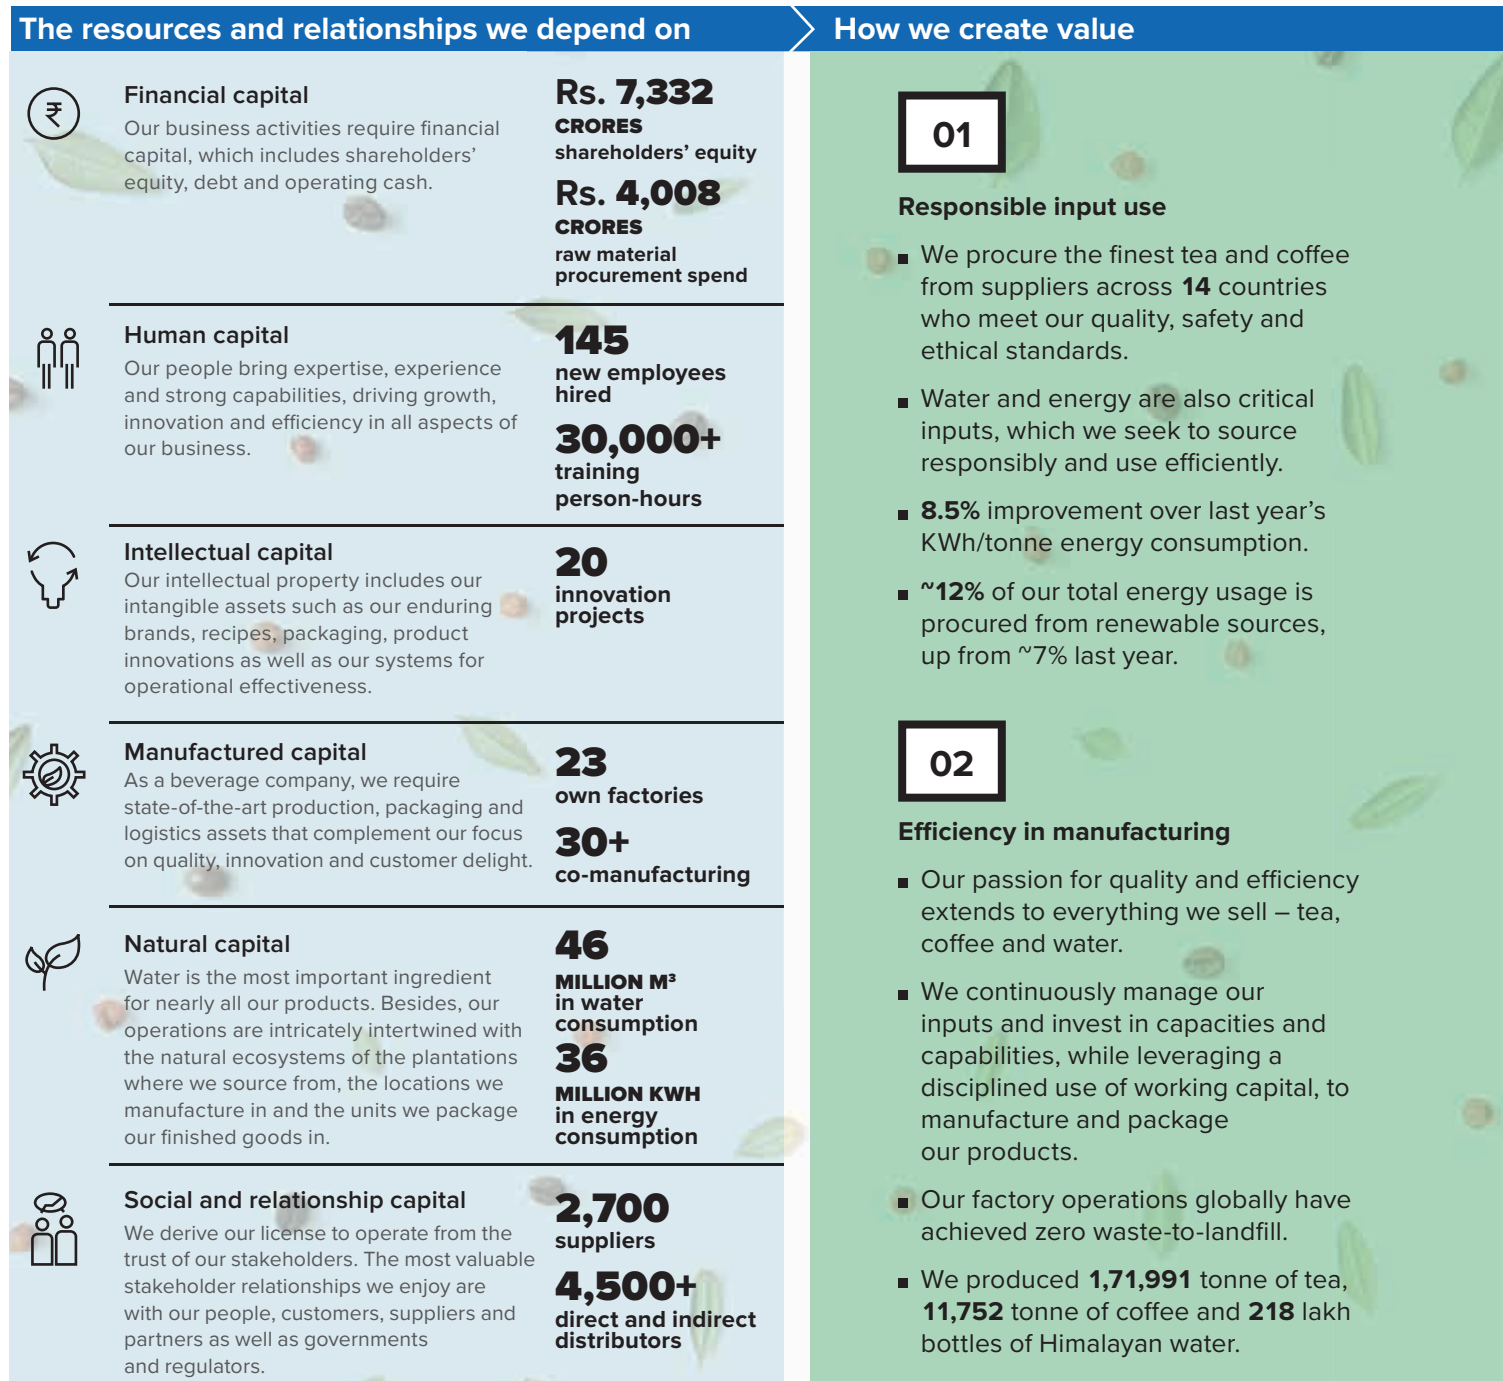 The resources and relationships we depend on
Financial capital
Our business activities require financial
capital, which includes shareholders'
equity, debt and operating cash.
Rs. 7,332
CRORES
shareholders' equity
Rs. 4,008
CRORES
raw material
procurement spend
Human capital
Our people bring expertise, experience
and strong capabilities, driving growth,
innovation and efficiency in all aspects of
our business.
145
new employees
hired
30,000+
training
person-hours
Intellectual capital
Our intellectual property includes our
intangible assets such as our enduring
brands, recipes, packaging, product
innovations as well as our systems for
operational effectiveness.
20
innovation
projects
Manufactured capital
As a beverage company, we require
state-of-the-art production, packaging and
logistics assets that complement our focus
on quality, innovation and customer delight.
23
own factories
30+
co-manufacturing
Natural capital
Water is the most important ingredient
for nearly all our products. Besides, our
operations are intricately intertwined with
the natural ecosystems of the plantations
where we source from, the locations we
manufacture in and the units we package
our finished goods in.
46
MILLION M³
in water
consumption
36
MILLION KWH
in energy
consumption
Social and relationship capital
We derive our license to operate from the
trust of our stakeholders. The most valuable
stakeholder relationships we enjoy are
with our people, customers, suppliers and
partners as well as governments
and regulators.
2,700
suppliers
4,500+
direct and indirect
distributors
How we create value
01
Responsible input use
■ We procure the finest tea and coffee
from suppliers across 14 countries
who meet our quality, safety and
ethical standards.
■ Water and energy are also critical
inputs, which we seek to source
responsibly and use efficiently.
■ 8.5% improvement over last year's
KWh/tonne energy consumption.
■ ~12% of our total energy usage is
procured from renewable sources,
up from ~7% last year.
02
Efficiency in manufacturing
■ Our passion for quality and efficiency
extends to everything we sell – tea,
coffee and water.
■ We continuously manage our
inputs and invest in capacities and
capabilities, while leveraging a
disciplined use of working capital, to
manufacture and package
our products.
■ Our factory operations globally have
achieved zero waste-to-landfill.
■ We produced 1,71,991 tonne of tea,
11,752 tonne of coffee and 218 lakh
bottles of Himalayan water.